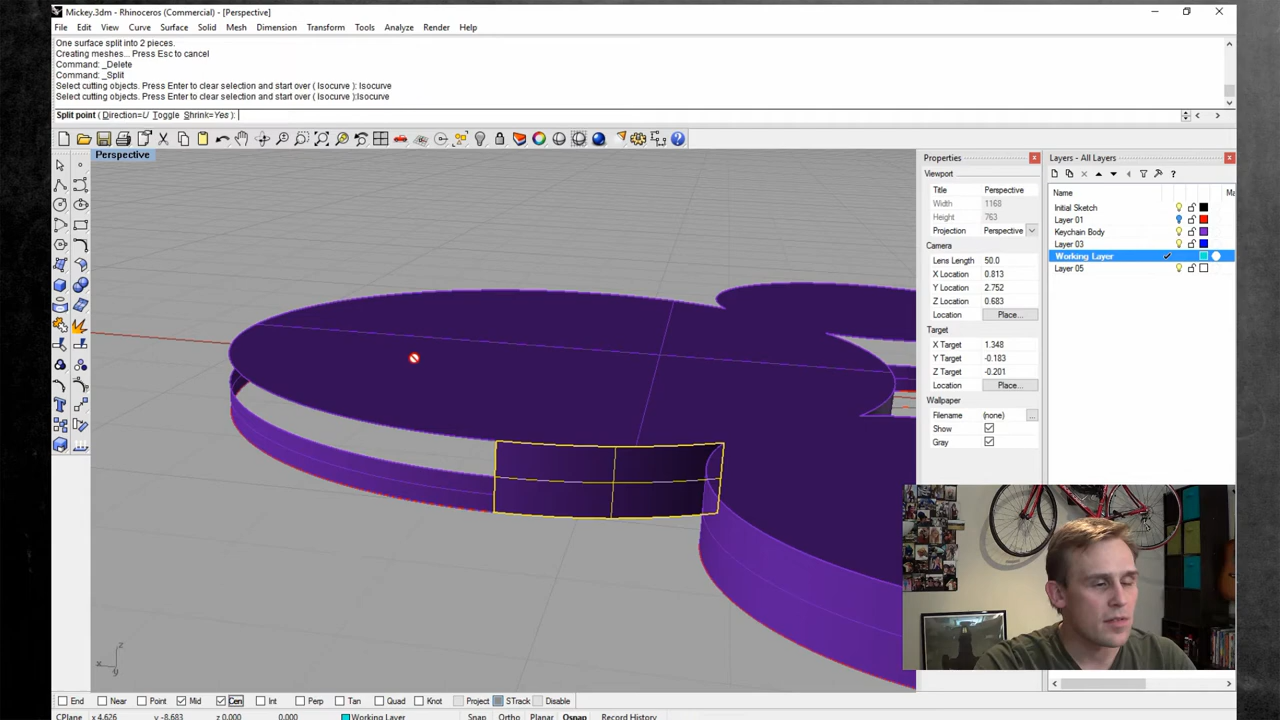 Mickey.3dm - Rhinoceros (Commercial) - [Perspective]
File Edit View Curve Surface Solid Mesh Dimension Transform Tools Analyze Render Help
One surface split into 2 pieces.
Creating meshes... Press Esc to cancel
Command: _Delete
Command: _Split
Select cutting objects. Press Enter to clear selection and start over ( Isocurve ): Isocurve
Select cutting objects. Press Enter to clear selection and start over ( Isocurve ):Isocurve
Split point ( Direction=U Toggle Shrink=Yes ):
Perspective
Properties
Viewport
Title Perspective
Width 1168
Height 763
Projection Perspective
Camera
Lens Length 50.0
X Location 0.813
Y Location 2.752
Z Location 0.683
Location Place...
Target
X Target 1.348
Y Target -0.183
Z Target -0.201
Location Place...
Wallpaper
Filename (none) ...
Show
Gray
Layers - All Layers
Name
Initial Sketch
Layer 01
Keychain Body
Layer 03
Working Layer
Layer 05
z
x
y
End Near Point Mid Cen Int Perp Tan Quad Knot Project STrack Disable
CPlane x 4.626 y -8.683 z 0.000 0.000 Working Layer Snap Ortho Planar Osnap Record History